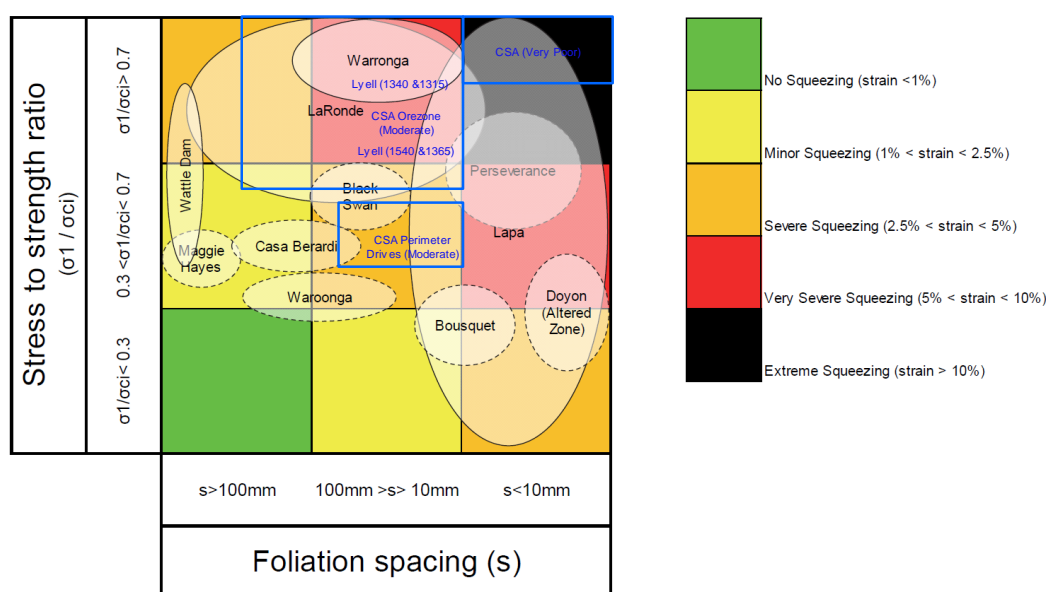 Stress to strength ratio
(σ1 / σci)
σ1/σci> 0.7
0.3 <σ1/σci< 0.7
σ1/σci< 0.3
Warronga
CSA (Very Poor)
Lyell (1340 &1315)
LaRonde
CSA Orezone
(Moderate)
Lyell (1540 &1365)
Wattle Dam
Perseverance
Black
Swan
Lapa
CSA Perimeter
Drives (Moderate)
Casa Berardi
Maggie
Hayes
Waroonga
Bousquet
Doyon
(Altered
Zone)
s>100mm
100mm >s> 10mm
s<10mm
Foliation spacing (s)
No Squeezing (strain <1%)
Minor Squeezing (1% < strain < 2.5%)
Severe Squeezing (2.5% < strain < 5%)
Very Severe Squeezing (5% < strain < 10%)
Extreme Squeezing (strain > 10%)